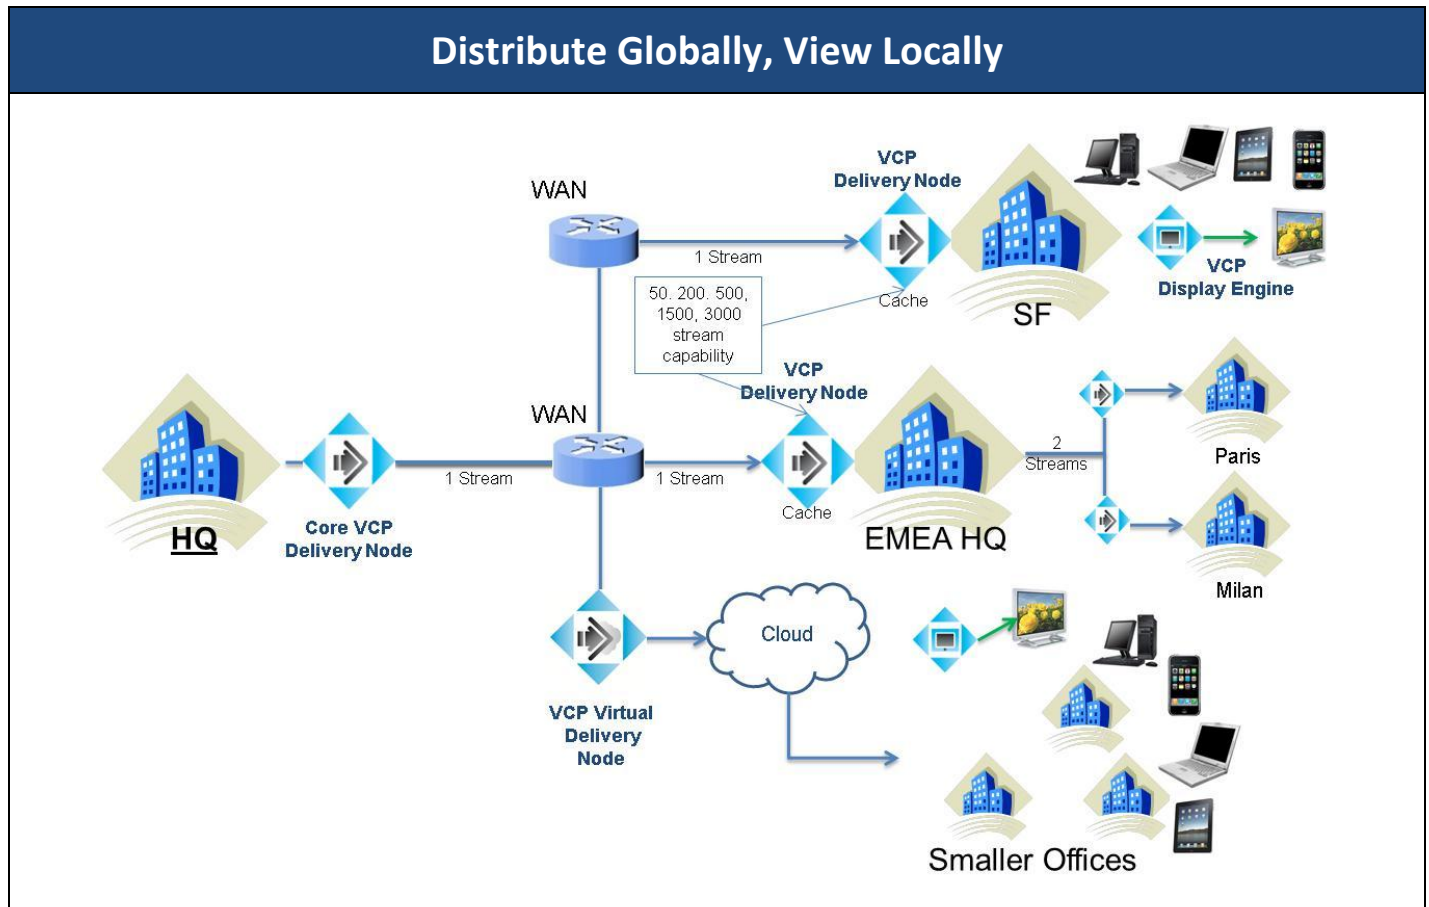 Distribute Globally, View Locally
WAN
VCP
Delivery Node
1 Stream
Cache
SF
VCP
Display Engine
50. 200. 500,
1500, 3000
stream
capability
VCP
Delivery Node
WAN
HQ
Core VCP
Delivery Node
1 Stream
1 Stream
Cache
EMEA HQ
2
Streams
Paris
Milan
VCP Virtual
Delivery
Node
Cloud
Smaller Offices